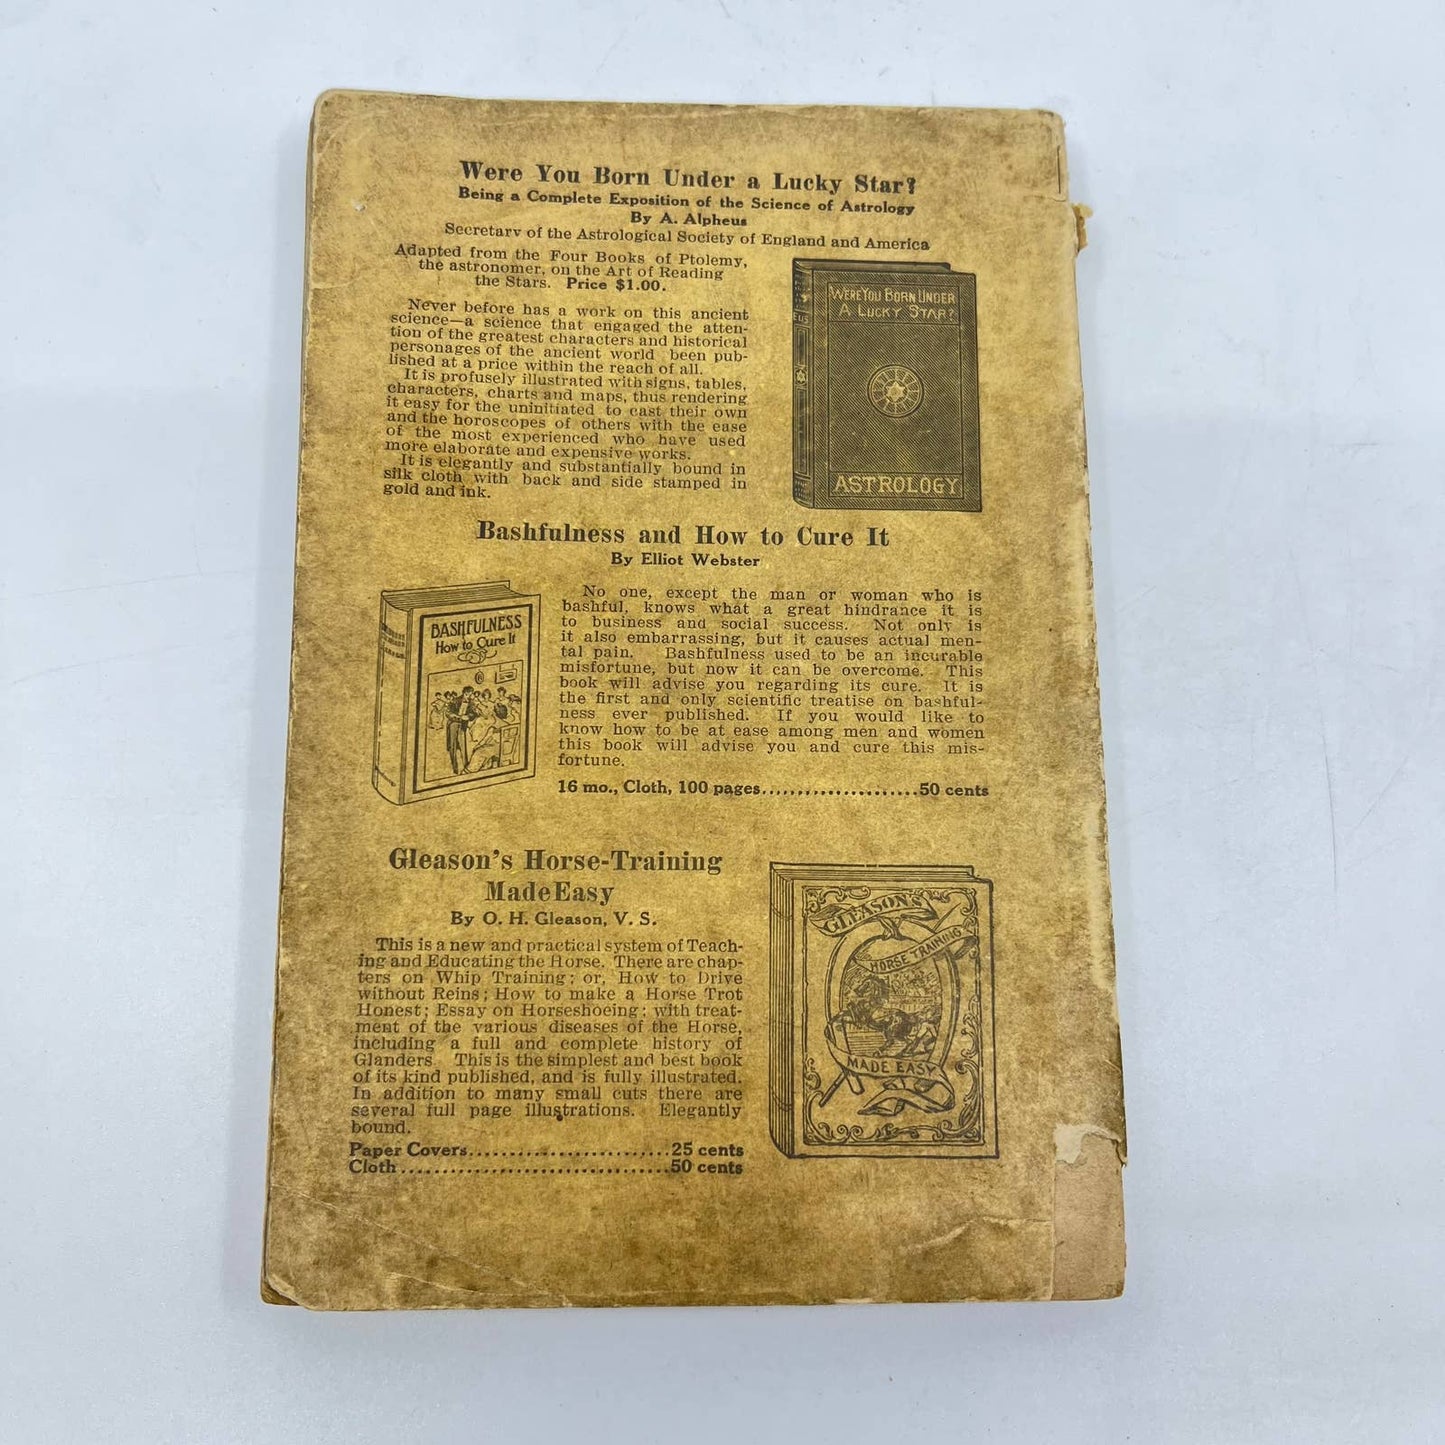 Were You Born Under a Lucky Star?
Being a Complete Exposition of the Science of Astrology
By A. Alpheus
Secretary of the Astrological Society of England and America
Adapted from the Four Books of Ptolemy,
the astronomer, on the Art of Reading
the Stars. Price $1.00.
Never before has a work on this ancient
science—a science that engaged the atten-
tion of the greatest characters and historical
personages of the ancient world been pub-
lished at a price within the reach of all.
It is profusely illustrated with signs, tables,
characters, charts and maps, thus rendering
it easy for the uninitiated to cast their own
and the horoscopes of others with the ease
of the most experienced who have used
more elaborate and expensive works.
It is elegantly and substantially bound in
silk cloth with back and side stamped in
gold and ink.
WERE YOU BORN UNDER
A LUCKY STAR?
ASTROLOGY
Bashfulness and How to Cure It
By Elliot Webster
BASHFULNESS
How to Cure It
No one, except the man or woman who is
bashful, knows what a great hindrance it is
to business and social success. Not only is
it also embarrassing, but it causes actual men-
tal pain. Bashfulness used to be an incurable
misfortune, but now it can be overcome. This
book will advise you regarding its cure. It is
the first and only scientific treatise on bashful-
ness ever published. If you would like to
know how to be at ease among men and women
this book will advise you and cure this mis-
fortune.
16 mo., Cloth, 100 pages....................50 cents
Gleason's Horse-Training
Made Easy
By O. H. Gleason, V. S.
This is a new and practical system of Teach-
ing and Educating the Horse. There are chap-
ters on Whip Training; or, How to Drive
without Reins; How to make a Horse Trot
Honest; Essay on Horseshoeing; with treat-
ment of the various diseases of the Horse,
including a full and complete history of
Glanders. This is the simplest and best book
of its kind published, and is fully illustrated.
In addition to many small cuts there are
several full page illustrations. Elegantly
bound.
Paper Covers..........................25 cents
Cloth..................................50 cents
GLEASON'S
HORSE TRAINING
MADE EASY